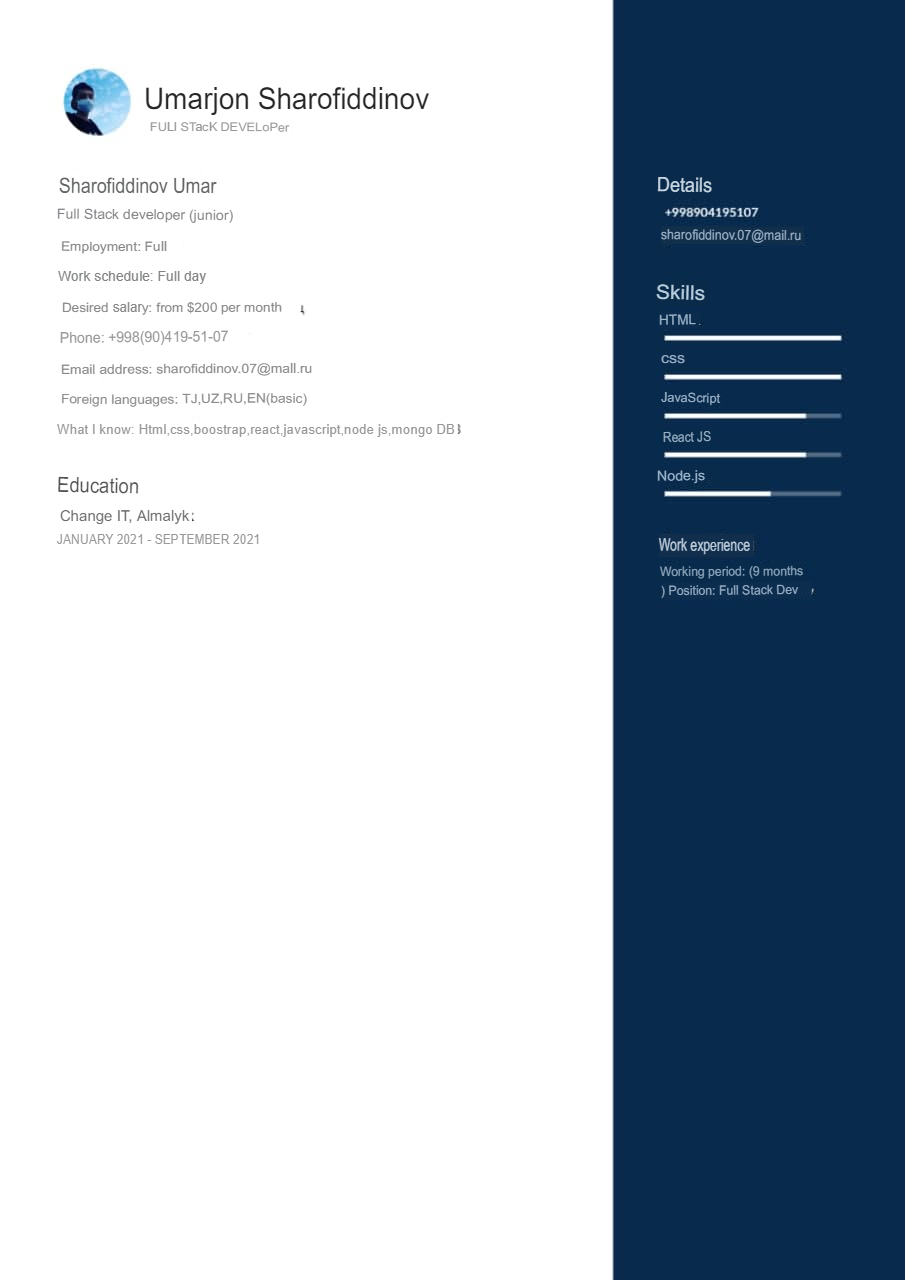 Umarjon Sharofiddinov
FULl STacK DEVELoPer
Sharofiddinov Umar
Full Stack developer (junior)
Employment: Full
Work schedule: Full day
Desired salary: from $200 per month
Phone: +998(90)419-51-07
Email address: sharofiddinov.07@mall.ru
Foreign languages: TJ,UZ,RU,EN(basic)
What I know: Html,css,boostrap,react,javascript,node js,mongo DB
Education
Change IT, Almalyk:
JANUARY 2021 - SEPTEMBER 2021
Details
+998904195107
sharofiddinov.07@mail.ru
Skills
HTML .
css
JavaScript
React JS
Node.js
Work experience
Working period: (9 months
) Position: Full Stack Dev ,